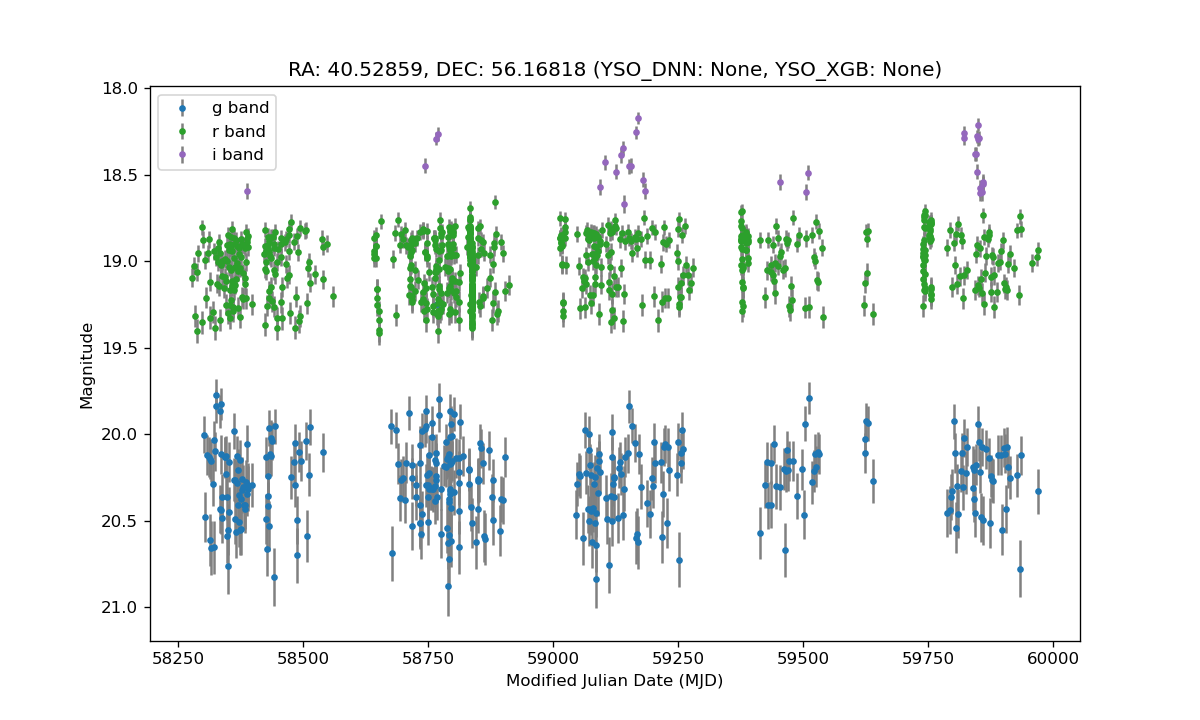 RA: 40.52859, DEC: 56.16818 (YSO_DNN: None, YSO_XGB: None)
g band
r band
i band
18.0
18.5
19.0
19.5
20.0
20.5
21.0
Magnitude
58250 58500 58750 59000 59250 59500 59750 60000
Modified Julian Date (MJD)